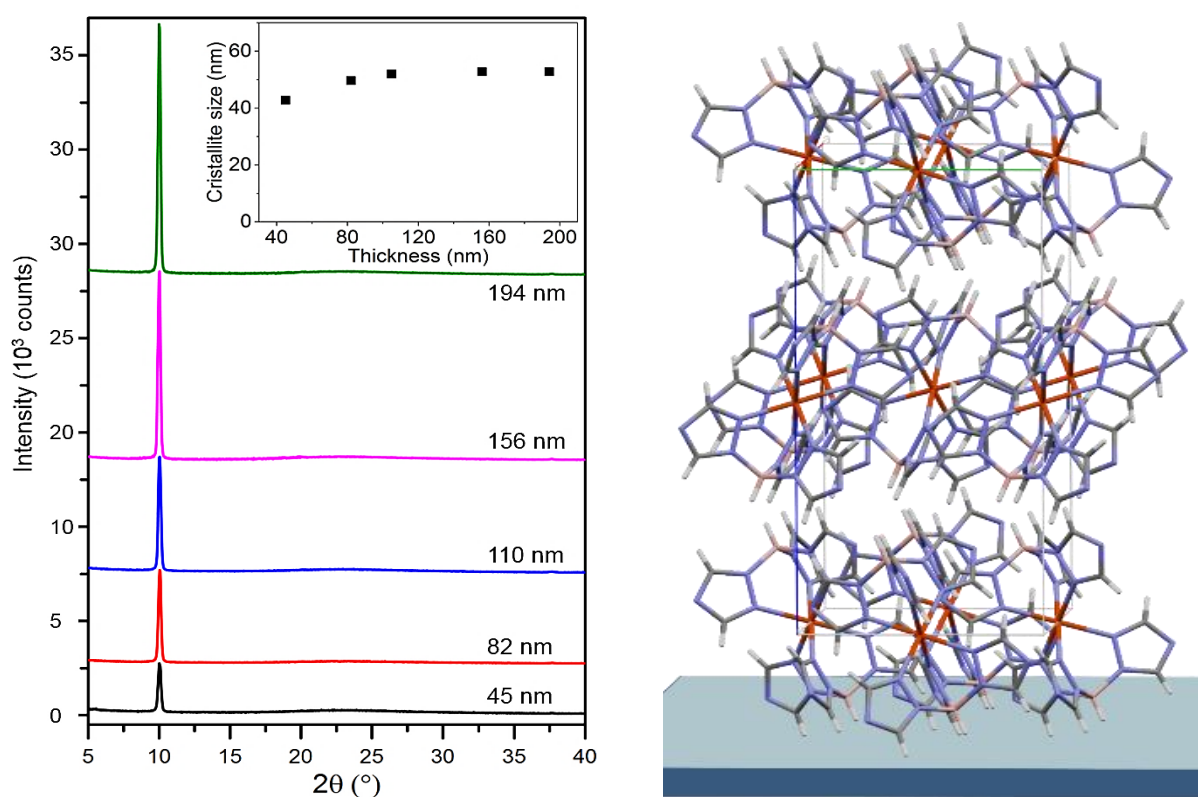 Intensity (10³ counts)
35
30
30
25
20
10
5
0
5
10
15
20
25
30
35
40
2θ (°)
194 nm
156 nm
110 nm
82 nm
45 nm
Cristallite size (nm)
60
40
20
0
40
80
120
160
200
Thickness (nm)